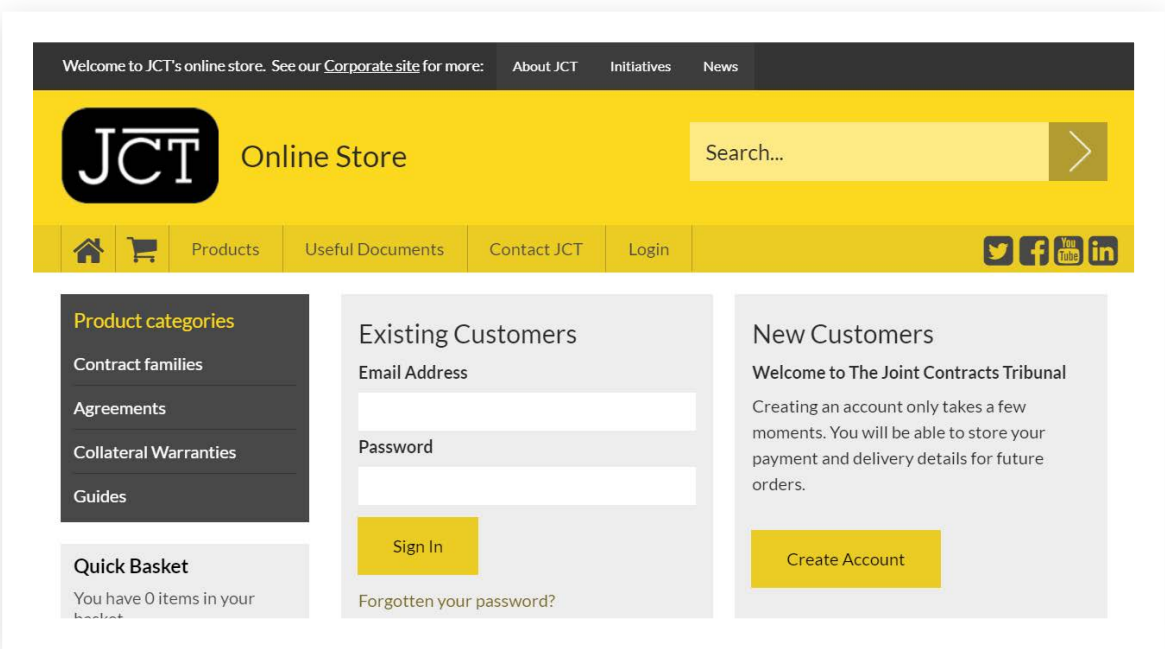 Welcome to JCT's online store. See our Corporate site for more: About JCT Initiatives News
JCT Online Store
Search...
Products Useful Documents Contact JCT Login
You Tube
in
Product categories
Contract families
Agreements
Collateral Warranties
Guides
Quick Basket
You have 0 items in your
basket
Existing Customers
Email Address
Password
Sign In
Forgotten your password?
New Customers
Welcome to The Joint Contracts Tribunal
Creating an account only takes a few
moments. You will be able to store your
payment and delivery details for future
orders.
Create Account